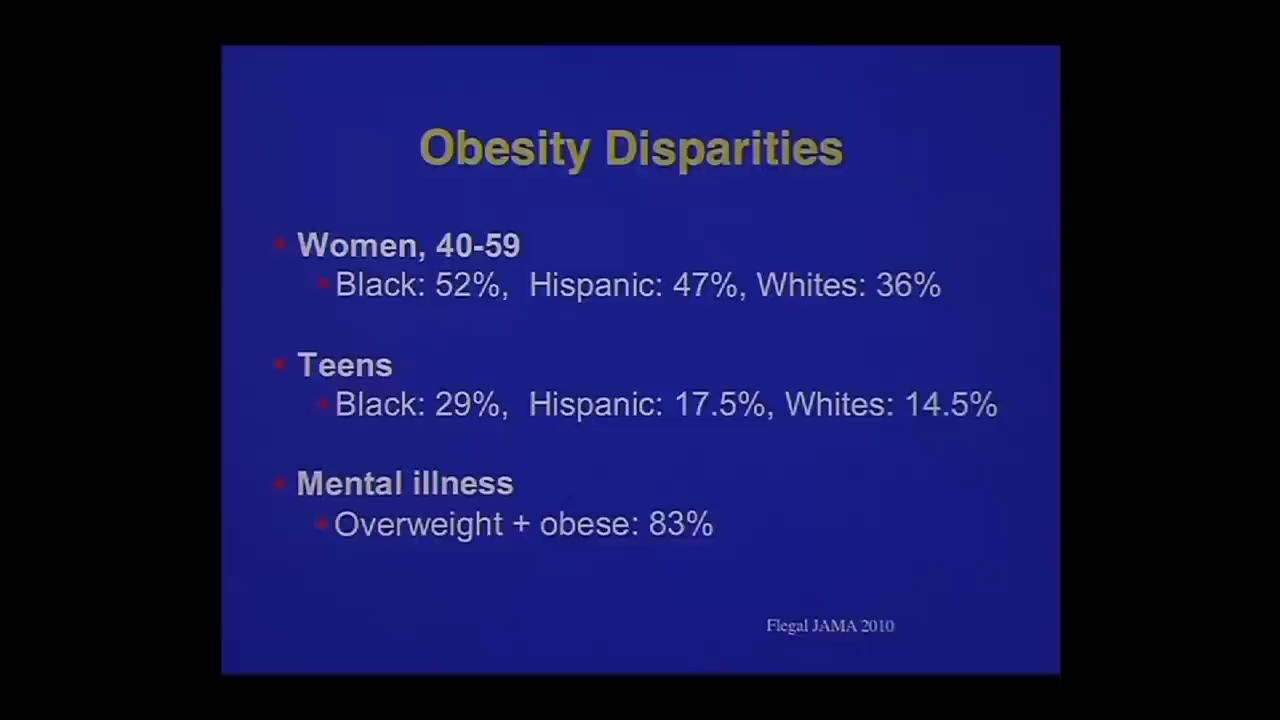 Obesity Disparities
Women, 40-59
Black: 52%, Hispanic: 47%, Whites: 36%
Teens
Black: 29%, Hispanic: 17.5%, Whites: 14.5%
Mental illness
Overweight + obese: 83%
Flegal JAMA 2010